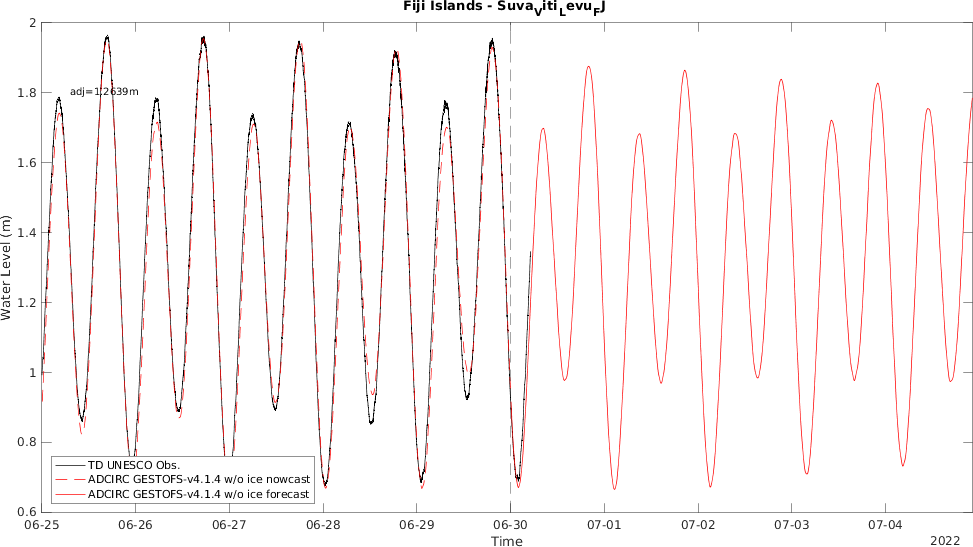 Fiji Islands - SuvaVitiLevuFJ
2
1.8
1.6
1.4
1.2
1
0.8
0.6
Water Level (m)
adj=1.2639m
TD UNESCO Obs.
ADCIRC GESTOFS-v4.1.4 w/o ice nowcast
ADCIRC GESTOFS-v4.1.4 w/o ice forecast
06-25 06-26 06-27 06-28 06-29 06-30 07-01 07-02 07-03 07-04
Time
2022